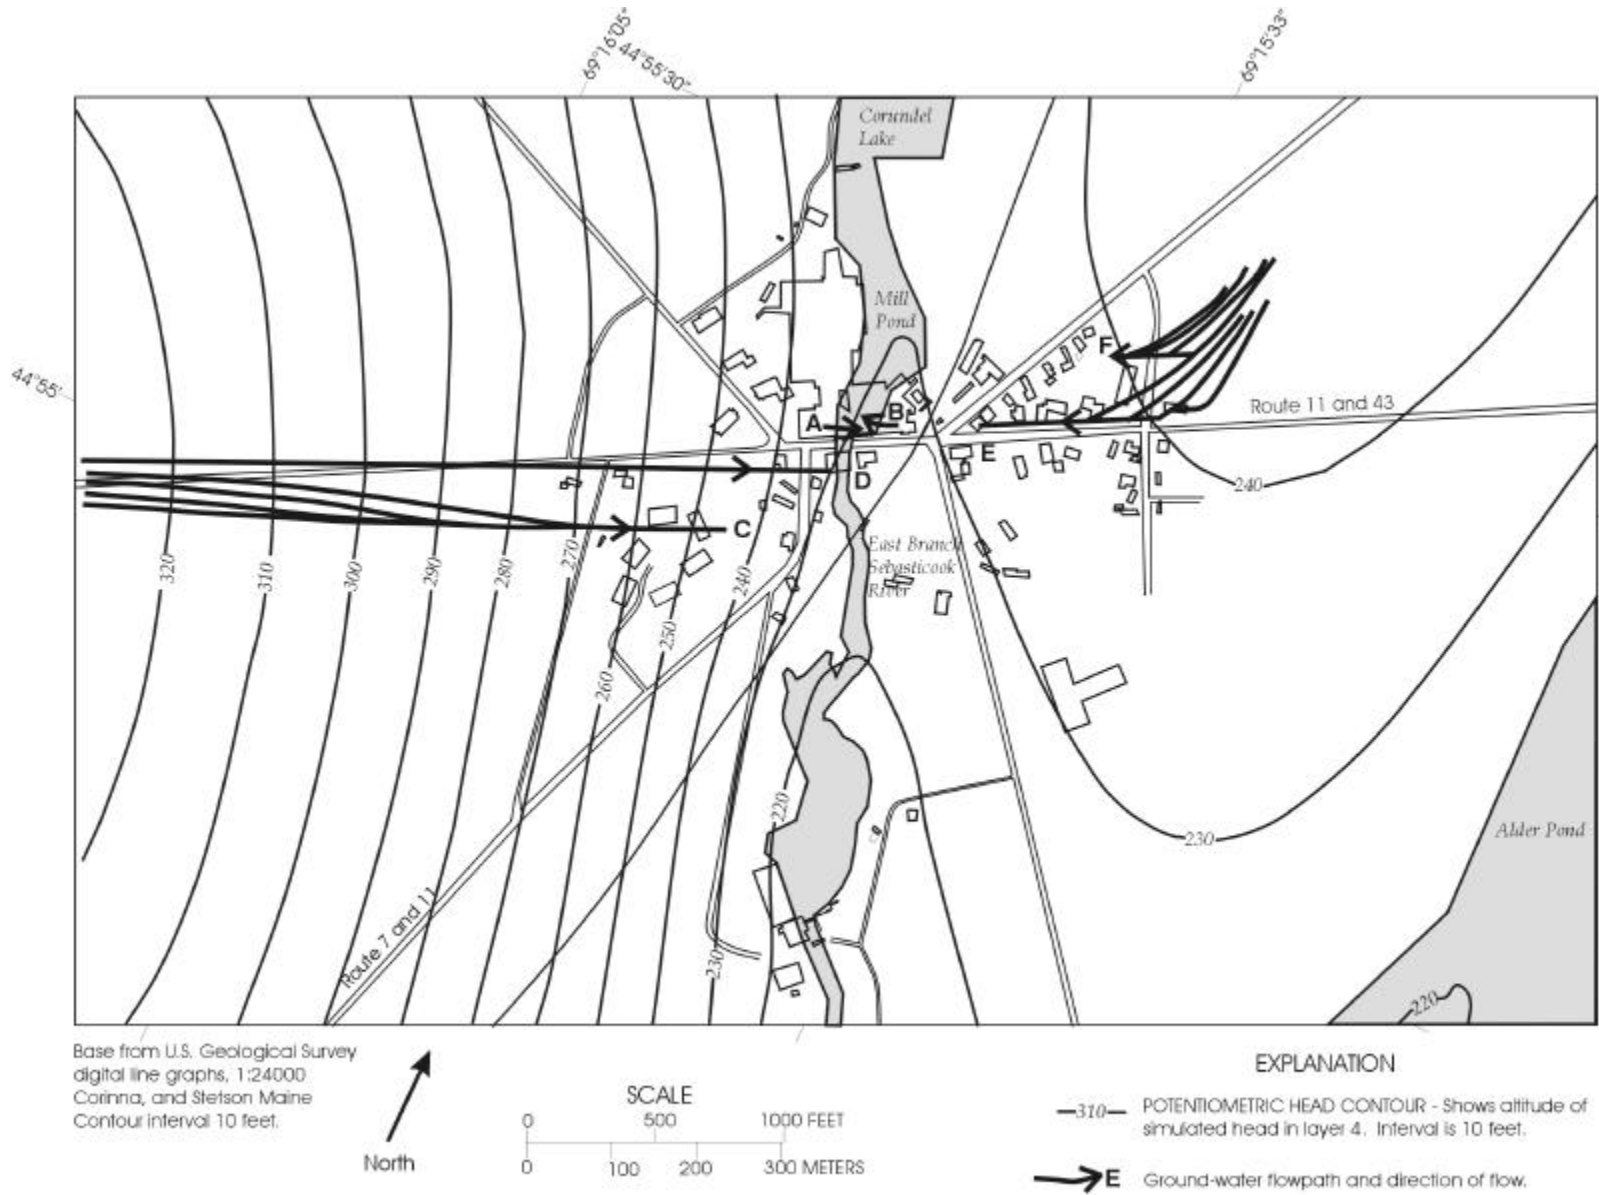 69°16'05"
44°55'30"
69°15'33"
Corundel
Lake
Mill
Pond
F
44°55'
Route 11 and 43
A
B
E
D
240
C
East Branch
Sebasticook
River
320
310
300
290
280
270
240
250
260
220
230
Alder Pond
Route 7 and 11
230
220
Base from U.S. Geological Survey
digital line graphs, 1:24000
Corinna, and Stetson Maine
Contour interval 10 feet.
North
SCALE
0 500 1000 FEET
0 100 200 300 METERS
EXPLANATION
310 POTENTIOMETRIC HEAD CONTOUR - Shows altitude of
simulated head in layer 4. Interval is 10 feet.
E Ground-water flowpath and direction of flow.